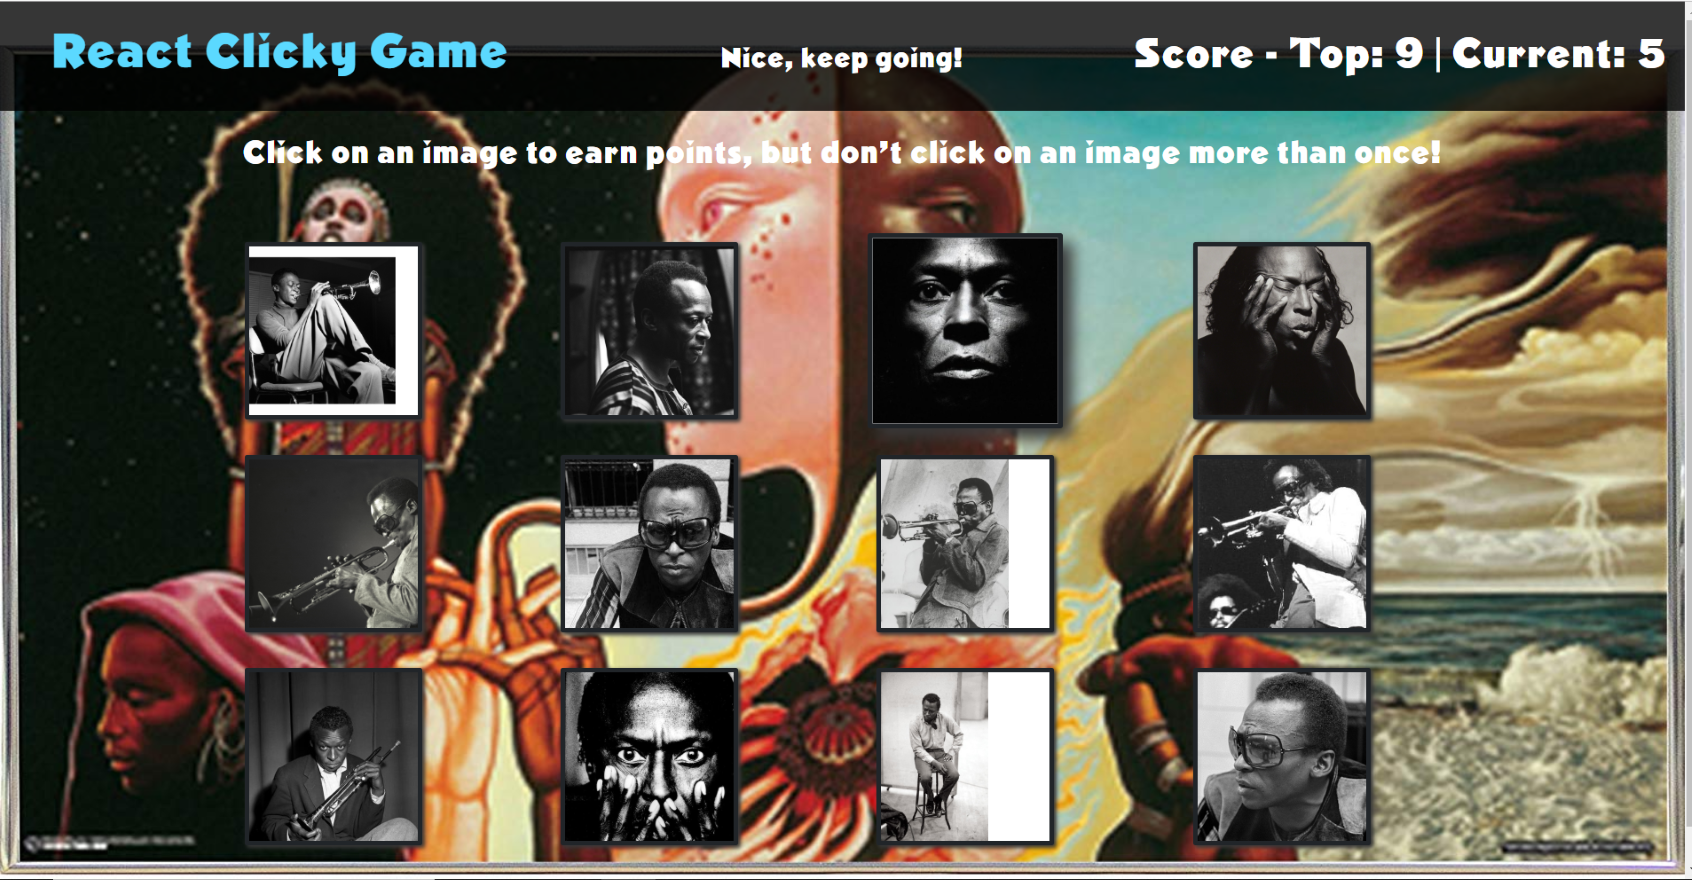 React Clicky Game
Nice, keep going!
Score - Top: 9 | Current: 5
Click on an image to earn points, but don't click on an image more than once!